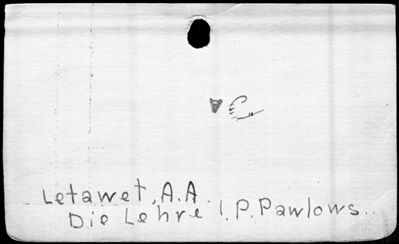 C
Letawet, A.A.
Die Lehre I.P. Pawlows..